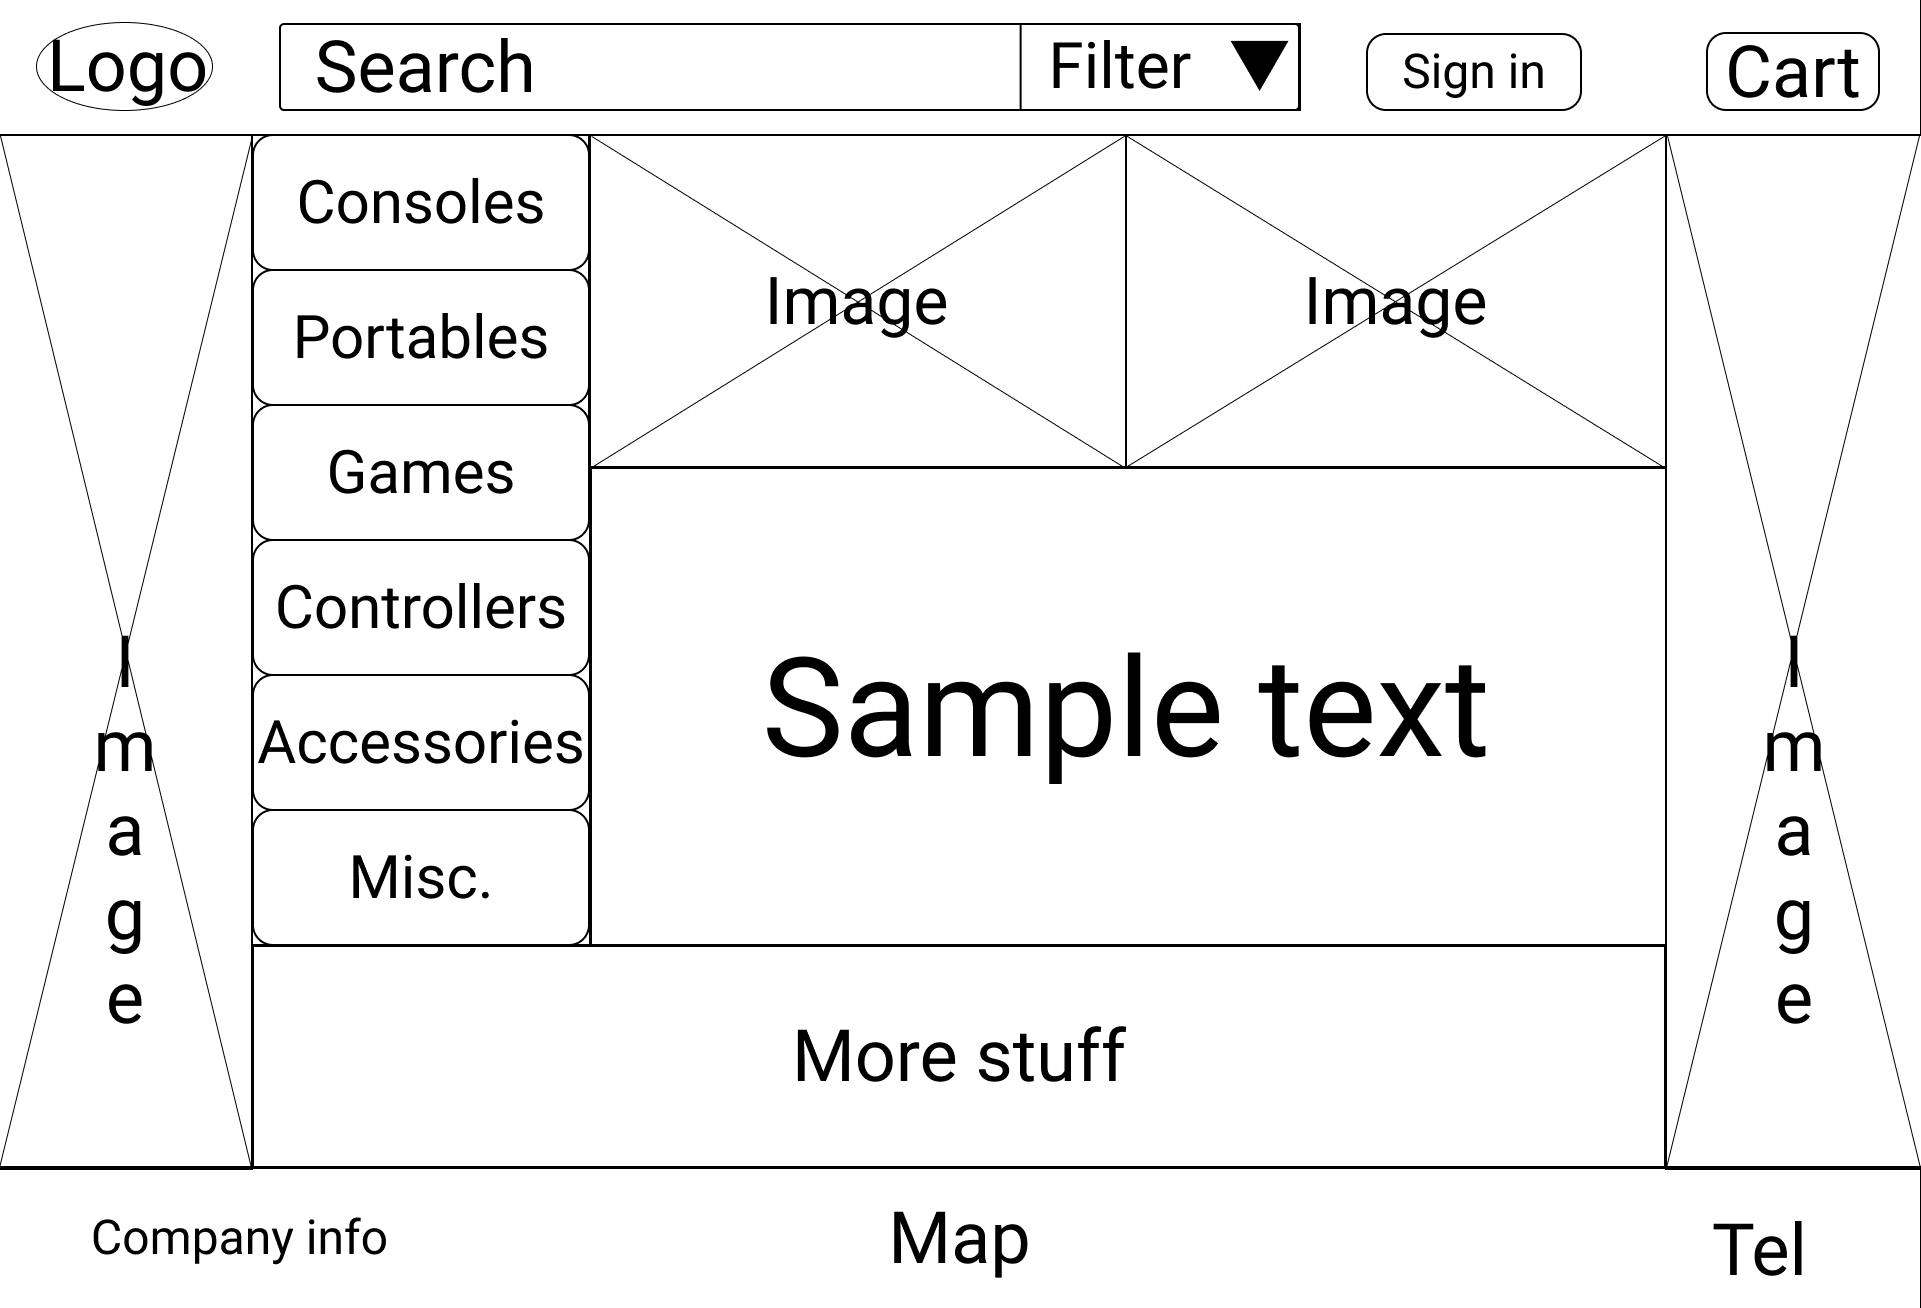 Logo
Search
Filter
Sign in
Cart
Consoles
Portables
Games
Controllers
Accessories
Misc.
Image
Image
Sample text
Image
Image
More stuff
Company info
Map
Tel